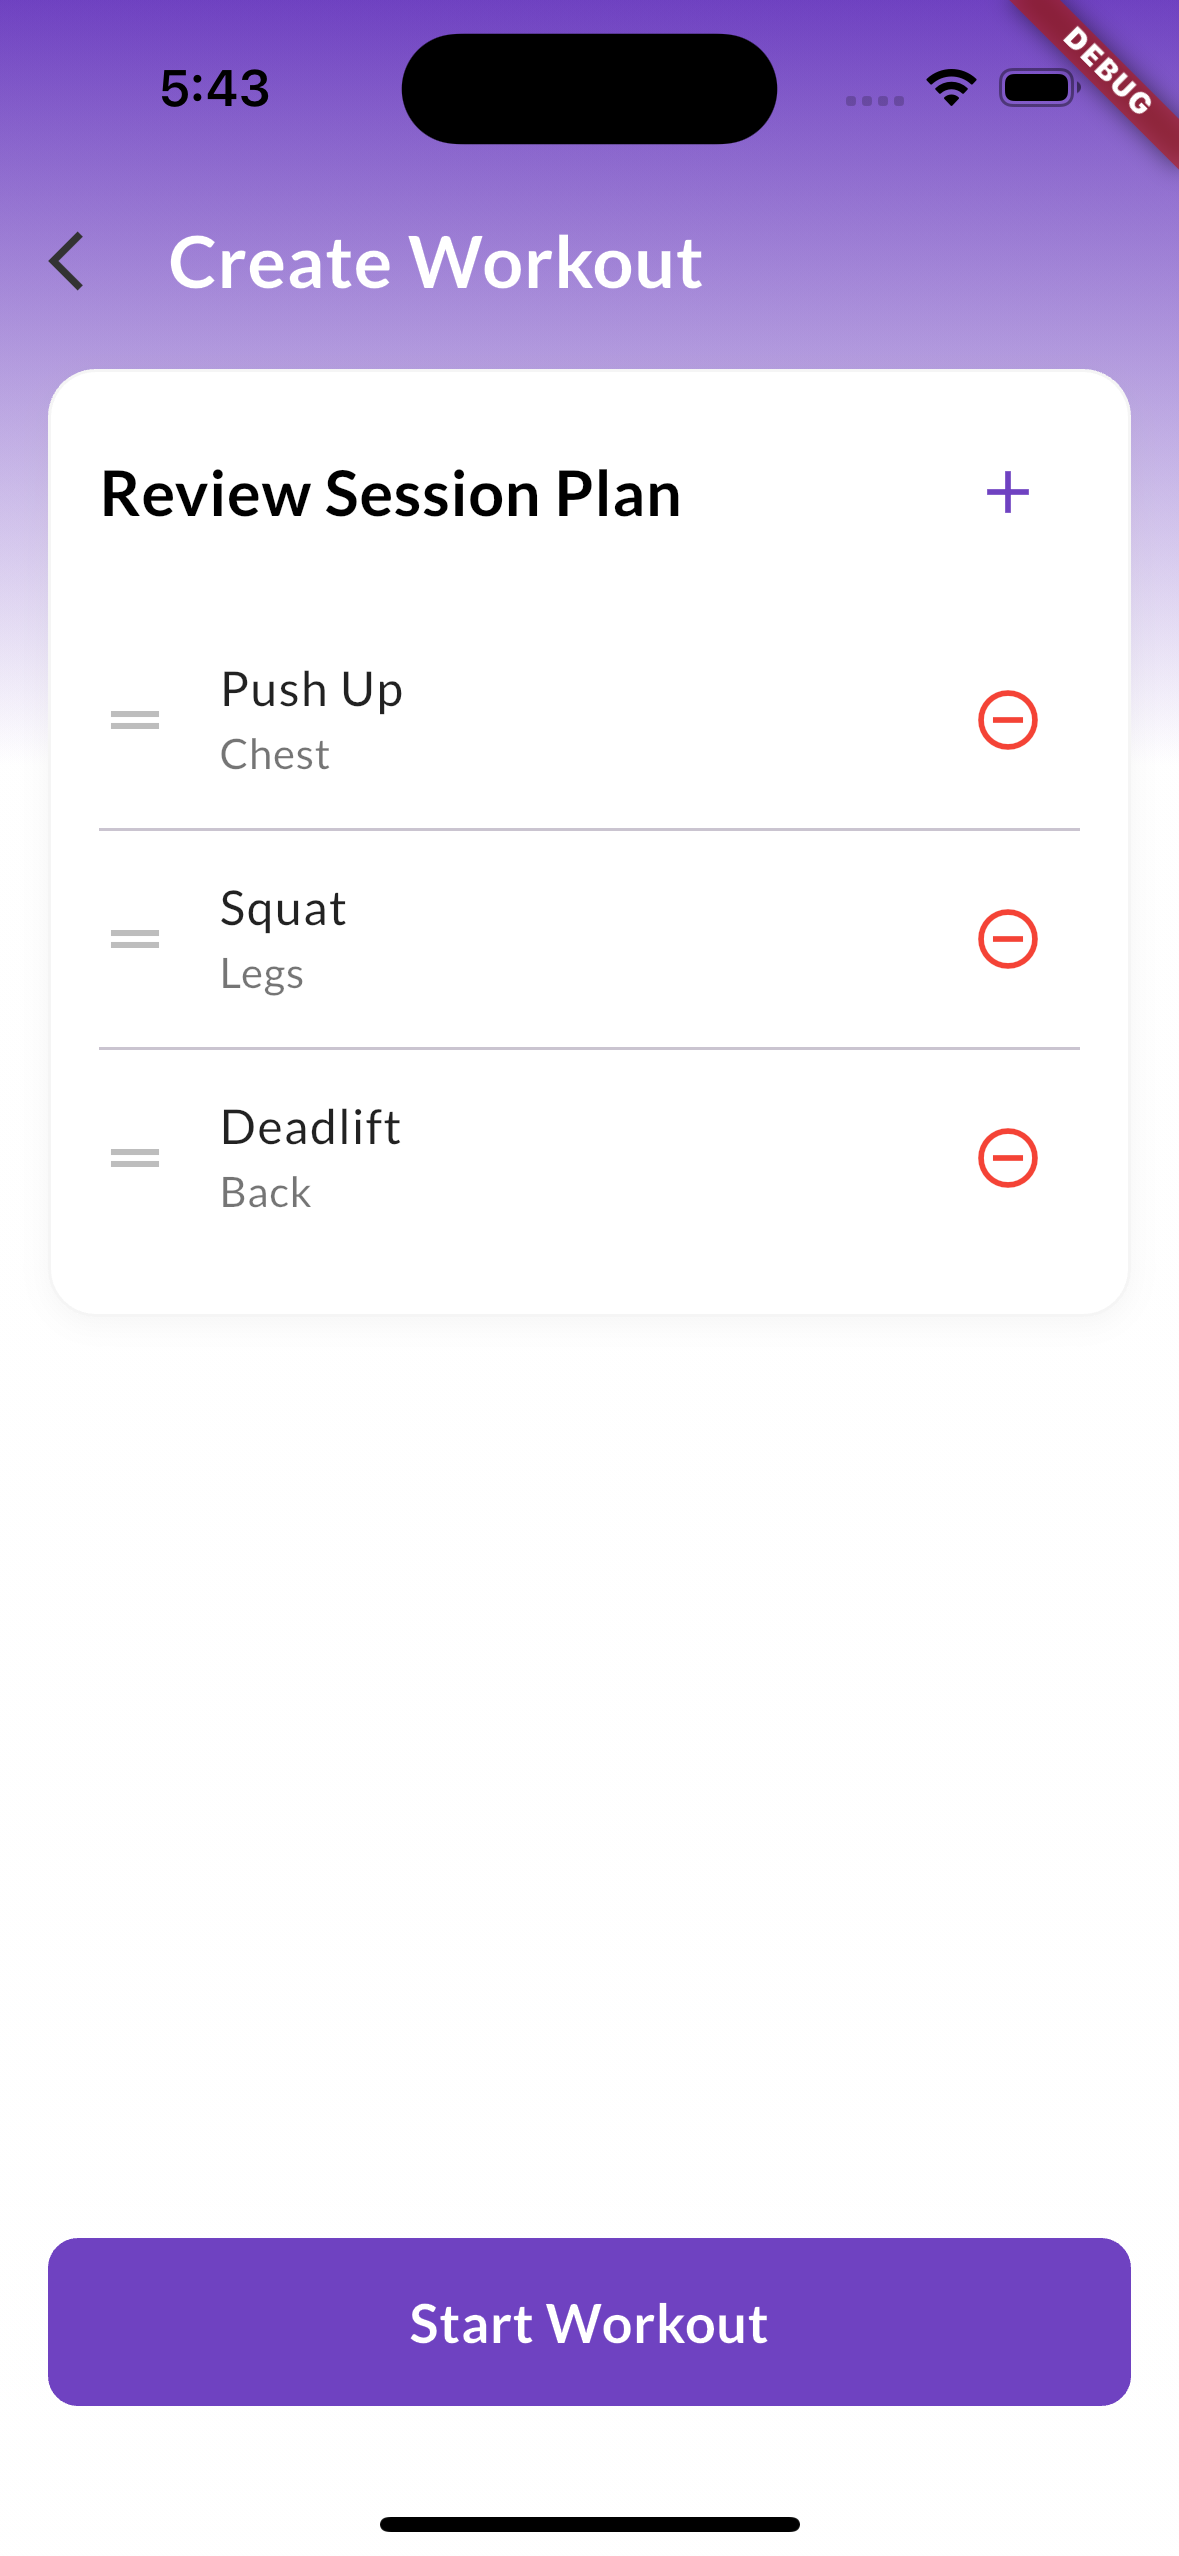 5:43
DEBUG
Create Workout
Review Session Plan
Push Up
Chest
Squat
Legs
Deadlift
Back
Start Workout